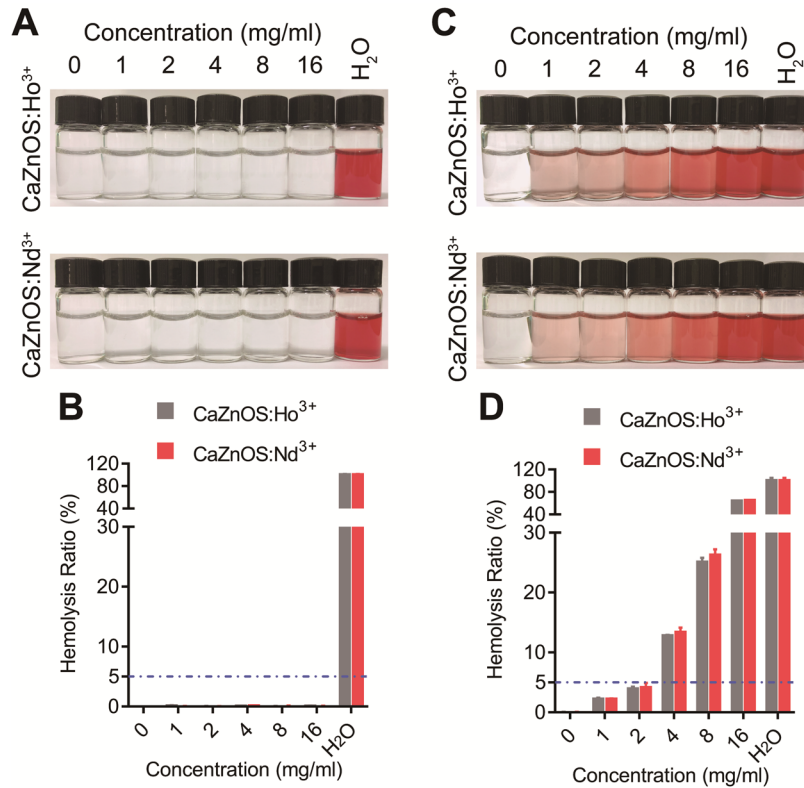 A
Concentration (mg/ml)
0 1 2 4 8 16 H₂O
CaZnOS:Ho³⁺
CaZnOS:Nd³⁺
B
CaZnOS:Ho³⁺
CaZnOS:Nd³⁺
Hemolysis Ratio (%)
120
80
40
30
20
10
5
0
0 1 2 4 8 16 H₂O
Concentration (mg/ml)
C
Concentration (mg/ml)
0 1 2 4 8 16 H₂O
CaZnOS:Ho³⁺
CaZnOS:Nd³⁺
D
CaZnOS:Ho³⁺
CaZnOS:Nd³⁺
Hemolysis Ratio (%)
120
80
40
30
20
10
5
0
0 1 2 4 8 16 H₂O
Concentration (mg/ml)